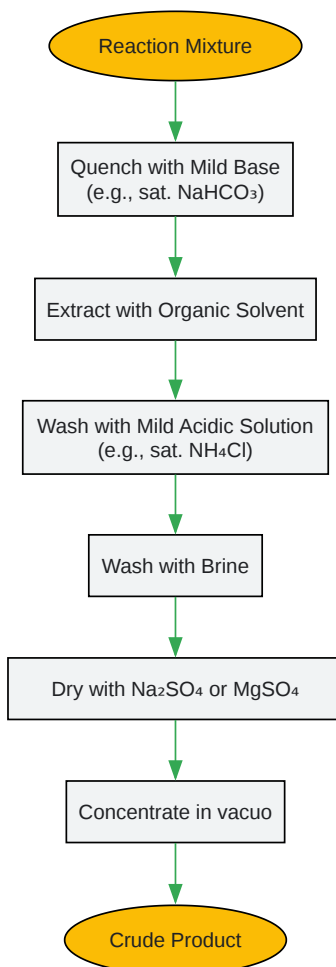 Reaction Mixture
Quench with Mild Base
(e.g., sat. NaHCO₃)
Extract with Organic Solvent
Wash with Mild Acidic Solution
(e.g., sat. NH₄Cl)
Wash with Brine
Dry with Na₂SO₄ or MgSO₄
Concentrate in vacuo
Crude Product